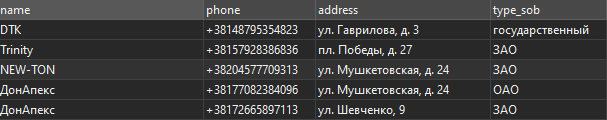 name phone address type_sob
DTK +38148795354823 ул. Гаврилова, д. 3 государственный
Trinity +38157928386836 пл. Победы, д. 27 ЗАО
NEW-TON +38204577709313 ул. Мушкетовская, д. 24 ЗАО
ДонАпекс +38177082384096 ул. Мушкетовская, д. 24 ОАО
ДонАпекс +38172665897113 ул. Шевченко, 9 ЗАО